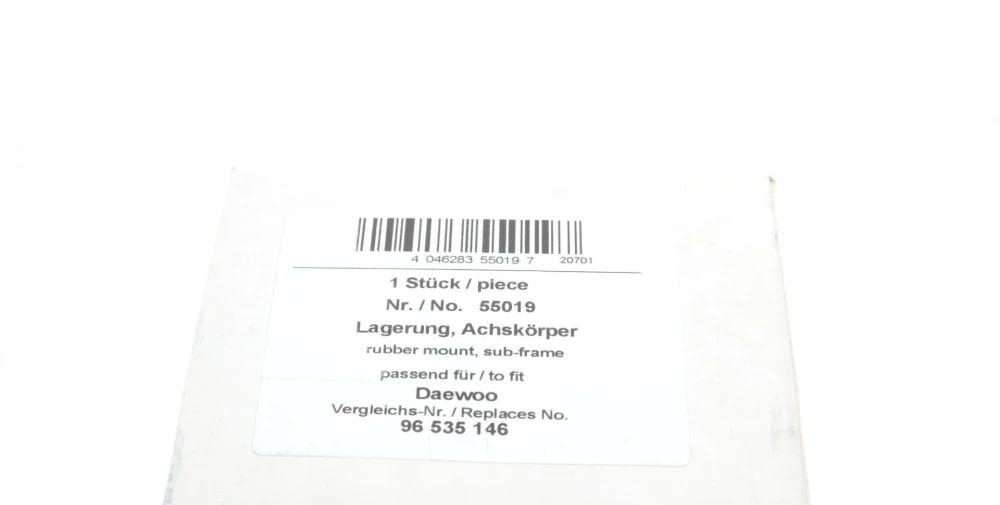 4 046283 55019 7 20701
1 Stück / piece
Nr. / No. 55019
Lagerung, Achskörper
rubber mount, sub-frame
passend für / to fit
Daewoo
Vergleichs-Nr. / Replaces No.
96 535 146